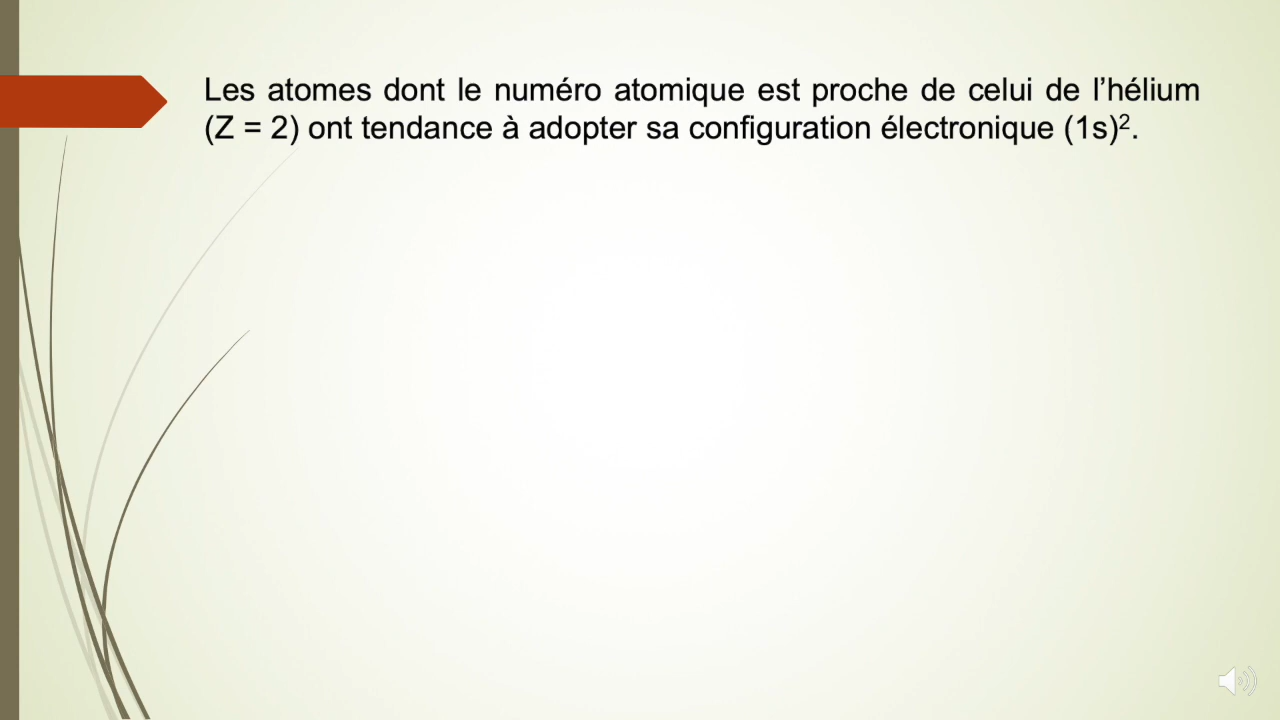 Les atomes dont le numéro atomique est proche de celui de l’hélium
(Z = 2) ont tendance à adopter sa configuration électronique (1s)².